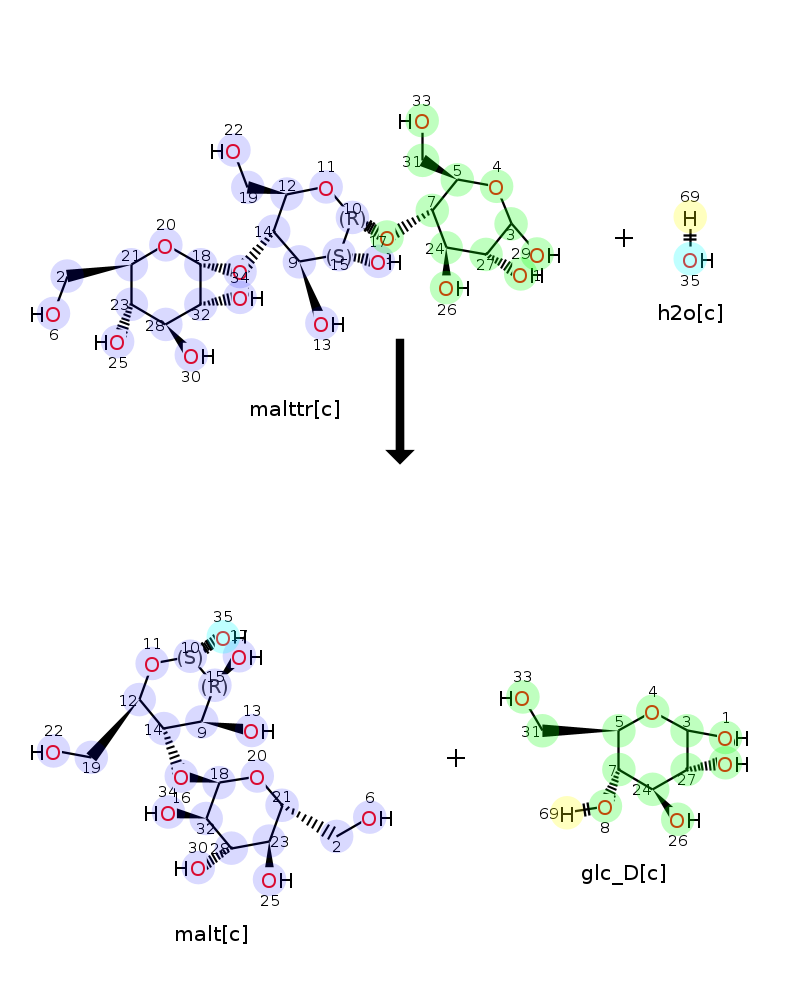 33
HO
22
HO
31
5
4
O
11
O
12
19
10
(R)
7
3
69
H
20
O
14
17
O
24
27
29
OH
+
OH
35
h2o[c]
21
18
O
34
9
(S)
15
OH
OH
2
23
28
32
OH
OH
26
HO
6
HO
25
OH
30
OH
13
malttr[c]
35
OH
11
O
10
(S)
17
OH
15
(R)
12
14
9
13
OH
22
HO
19
33
HO
31
4
O
5
3
1
OH
+
20
O
18
O
34
16
HO
21
6
OH
7
27
OH
24
69
H
O
8
OH
26
32
30
28
HO
23
2
OH
25
glc_D[c]
malt[c]